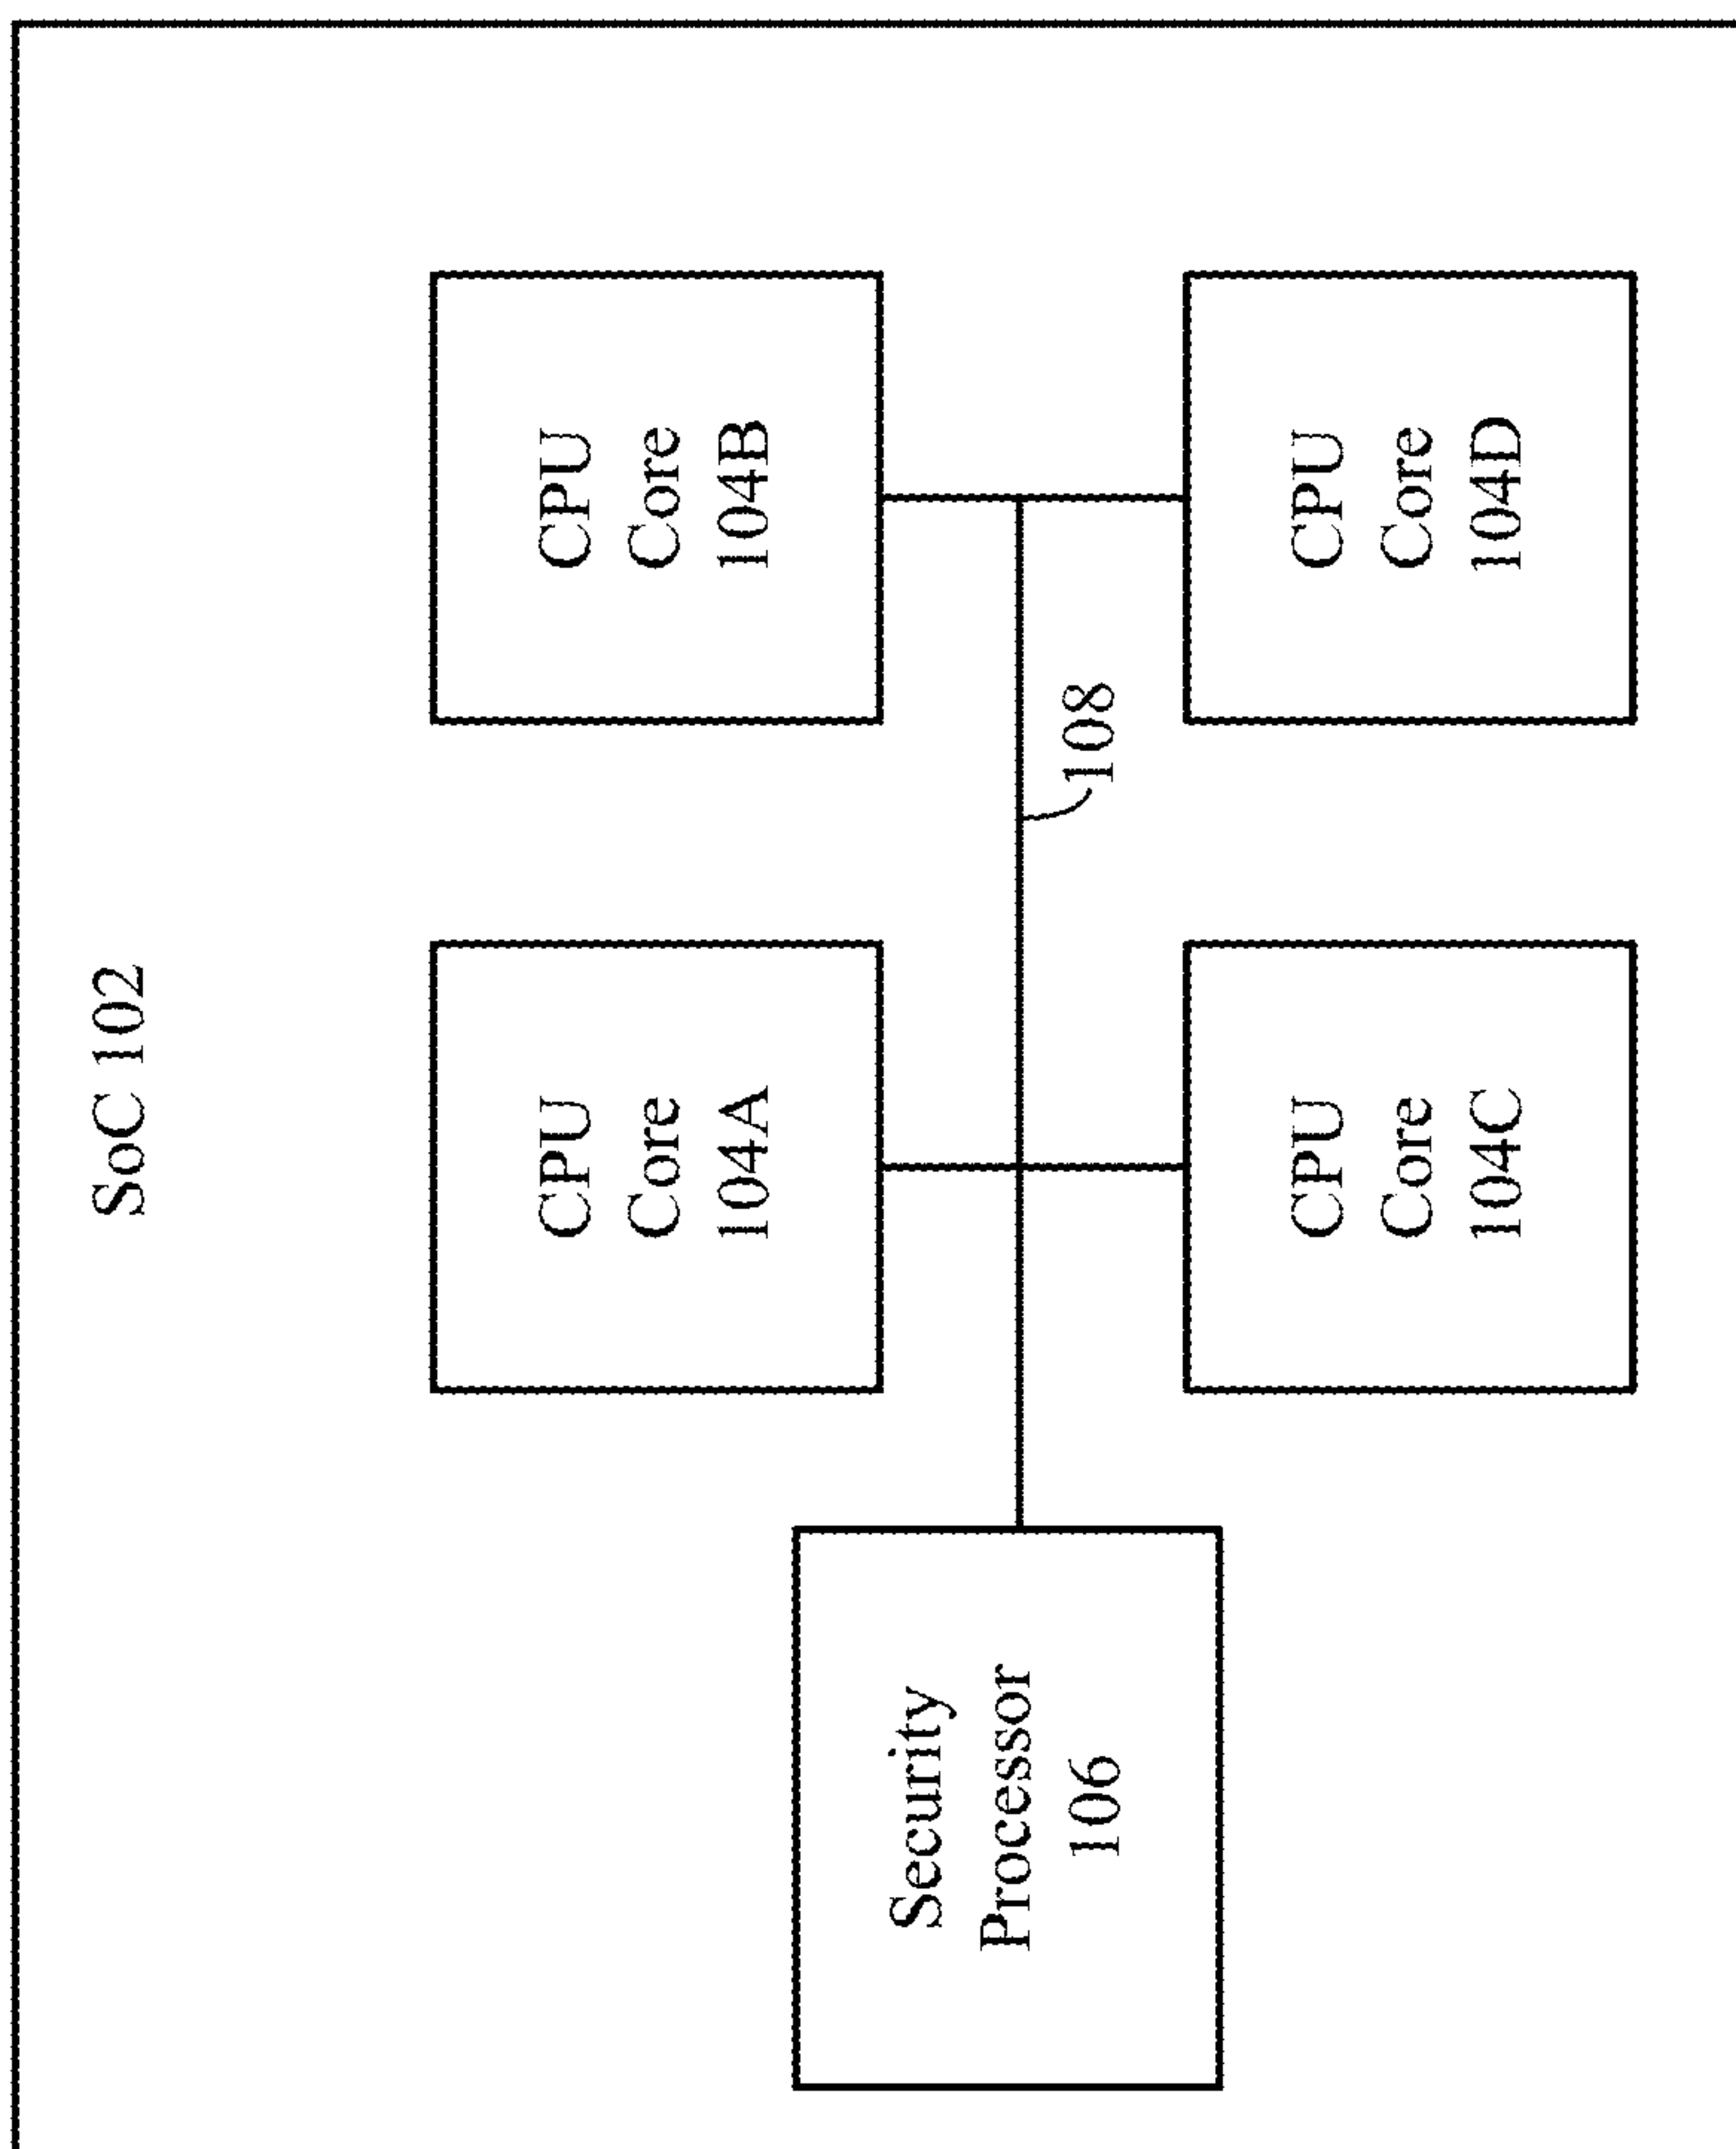 SoC 102
CPU
Core
104A
CPU
Core
104B
Security
Processor
106
108
CPU
Core
104C
CPU
Core
104D